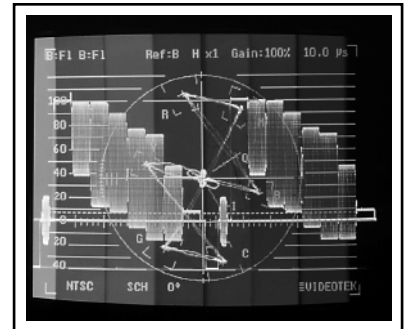 B:F1 B:F1 Ref:B H x1 Gain:100% 10.0 µs
100
80
60
40
20
0
20
40
R
Q
I
B
G
C
NTSC SCH 0° VIDEOTEK